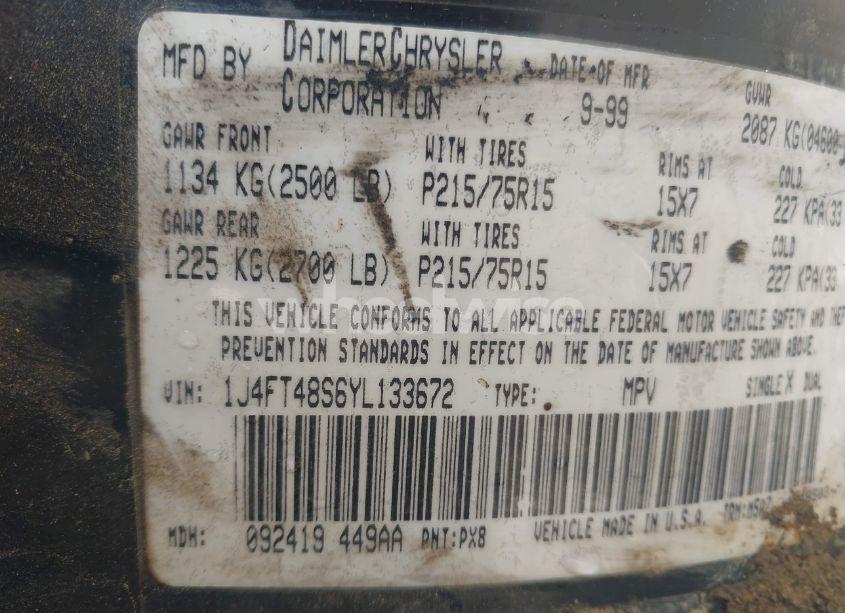 MFD BY DAIMLERCHRYSLER CORPORATION DATE OF MFR 9-99 GVWR 2087 KG(04600
GAWR FRONT WITH TIRES RIMS AT COLD
1134 KG(2500 LB) P215/75R15 15X7 227 KPA(33
GAWR REAR WITH TIRES RIMS AT COLD
1225 KG(2700 LB) P215/75R15 15X7 227 KPA(33
THIS VEHICLE CONFORMS TO ALL APPLICABLE FEDERAL MOTOR VEHICLE SAFETY AND THEF
PREVENTION STANDARDS IN EFFECT ON THE DATE OF MANUFACTURE SHOWN ABOVE.
VIN: 1J4FT48S6YL133672 TYPE: MPV SINGLE X DUAL
MDH: 092419 449AA PNT:PX8 VEHICLE MADE IN U.S.A.